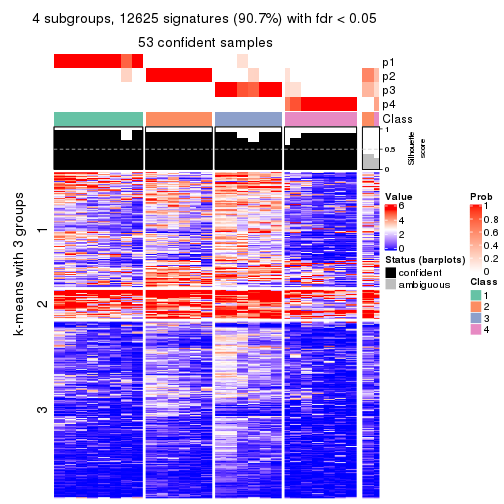 4 subgroups, 12625 signatures (90.7%) with fdr < 0.05
53 confident samples
p1
p2
p3
p4
Class
1
0.5
0
Silhouette
score
k-means with 3 groups
1
2
3
Value
6
4
2
0
Status (barplots)
confident
ambiguous
Prob
1
0.8
0.6
0.4
0.2
0
Class
1
2
3
4